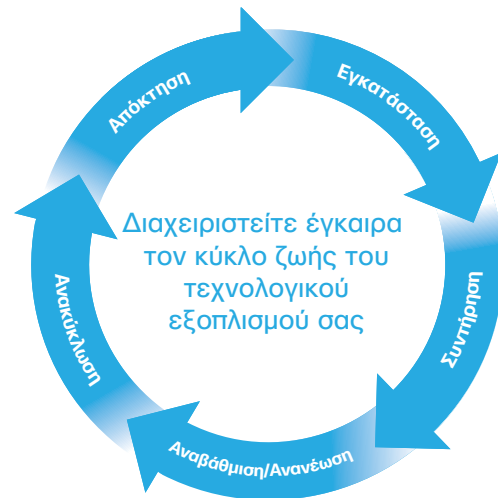 Απόκτηση
Εγκατάσταση
Συντήρηση
Αναβάθμιση/Ανανέωση
Ανακύκλωση
Διαχειριστείτε έγκαιρα
τον κύκλο ζωής του
τεχνολογικού
εξοπλισμού σας